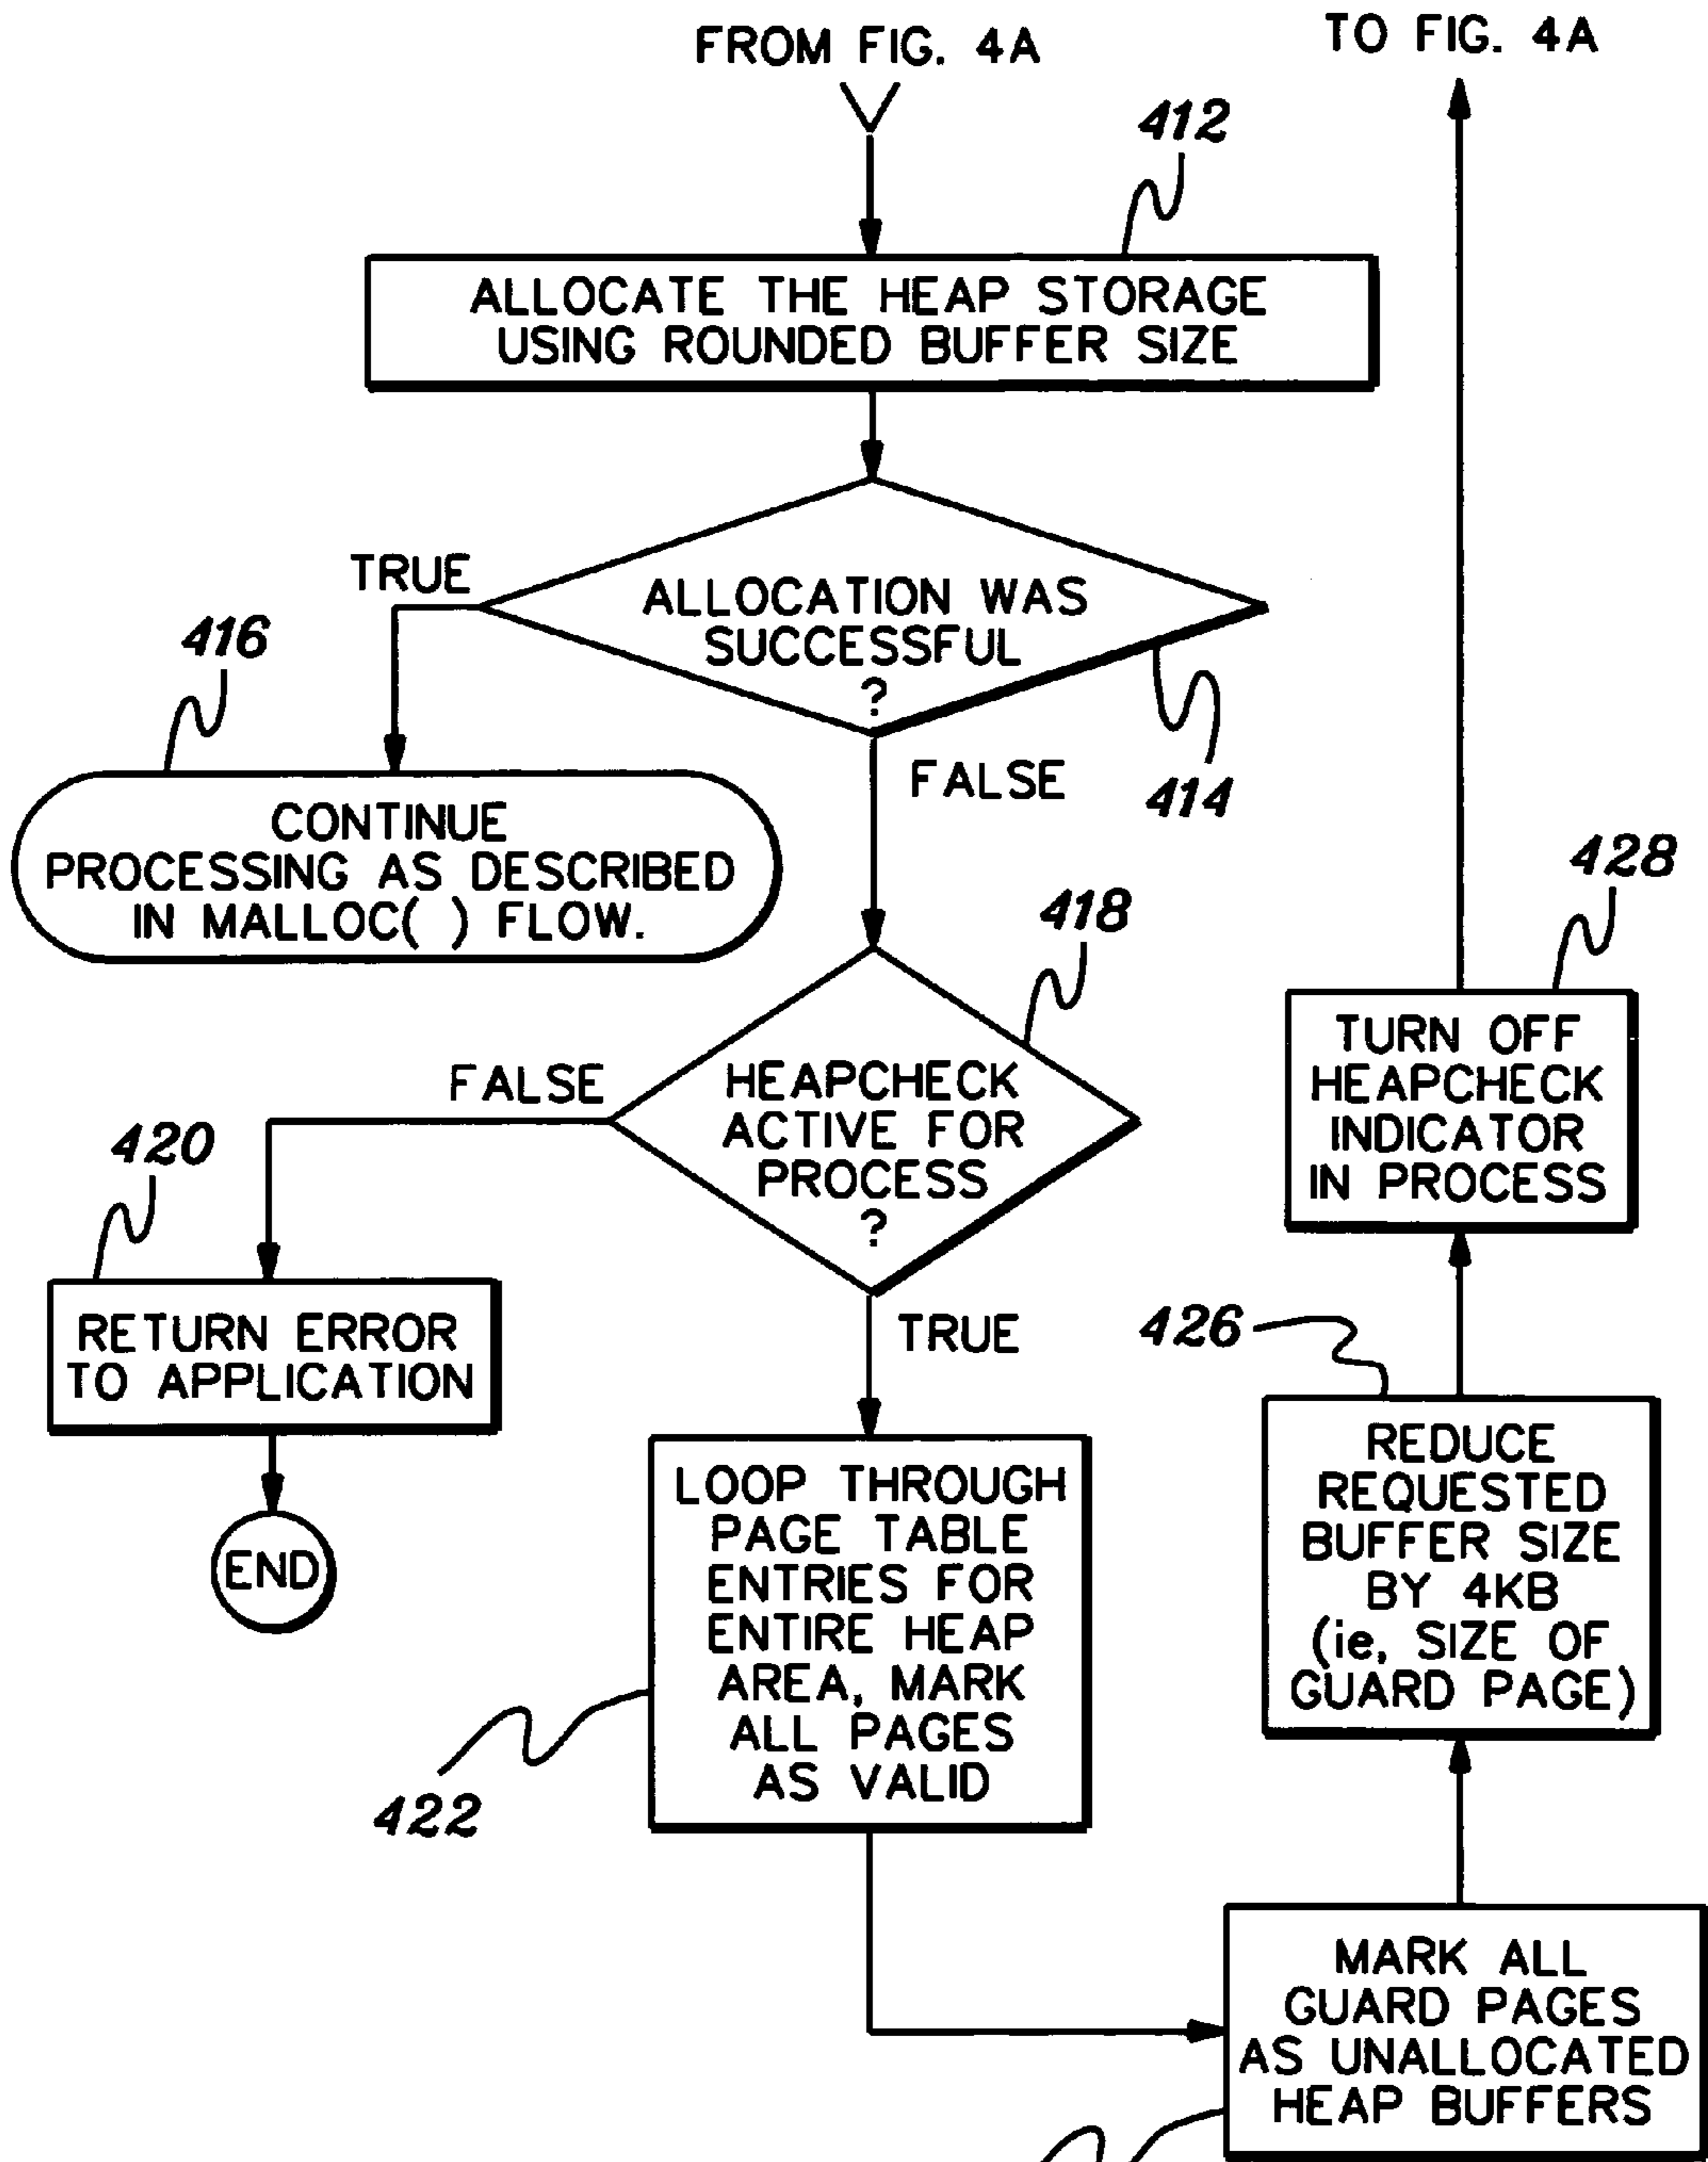 FROM FIG. 4A
TO FIG. 4A
412
ALLOCATE THE HEAP STORAGE
USING ROUNDED BUFFER SIZE
TRUE
ALLOCATION WAS
SUCCESSFUL
?
414
416
FALSE
CONTINUE
PROCESSING AS DESCRIBED
IN MALLOC( ) FLOW.
418
HEAPCHECK
ACTIVE FOR
PROCESS
?
FALSE
420
RETURN ERROR
TO APPLICATION
END
TRUE
LOOP THROUGH
PAGE TABLE
ENTRIES FOR
ENTIRE HEAP
AREA, MARK
ALL PAGES
AS VALID
422
MARK ALL
GUARD PAGES
AS UNALLOCATED
HEAP BUFFERS
426
REDUCE
REQUESTED
BUFFER SIZE
BY 4KB
(ie, SIZE OF
GUARD PAGE)
428
TURN OFF
HEAPCHECK
INDICATOR
IN PROCESS